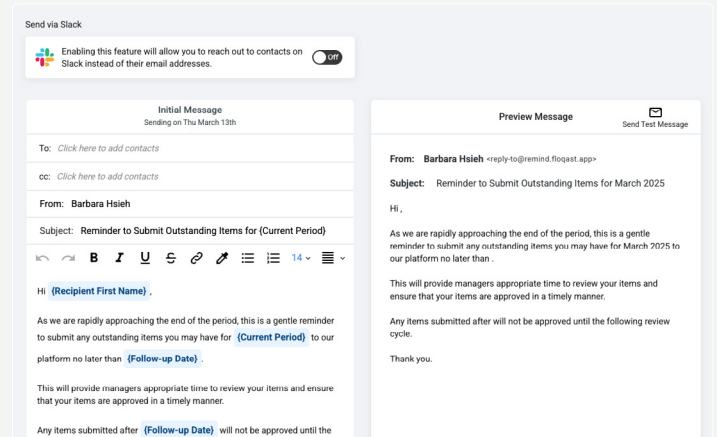 Send via Slack
Enabling this feature will allow you to reach out to contacts on
Slack instead of their email addresses.
Off
Initial Message
Sending on Thu March 13th
To: Click here to add contacts
cc: Click here to add contacts
From: Barbara Hsieh
Subject: Reminder to Submit Outstanding Items for {Current Period}
B I U S 14
Hi {Recipient First Name} ,
As we are rapidly approaching the end of the period, this is a gentle reminder
to submit any outstanding items you may have for {Current Period} to our
platform no later than {Follow-up Date} .
This will provide managers appropriate time to review your items and ensure
that your items are approved in a timely manner.
Any items submitted after {Follow-up Date} will not be approved until the
Preview Message
Send Test Message
From: Barbara Hsieh <reply-to@remind.floqast.app>
Subject: Reminder to Submit Outstanding Items for March 2025
Hi ,
As we are rapidly approaching the end of the period, this is a gentle
reminder to submit any outstanding items you may have for March 2025 to
our platform no later than .
This will provide managers appropriate time to review your items and
ensure that your items are approved in a timely manner.
Any items submitted after will not be approved until the following review
cycle.
Thank you.